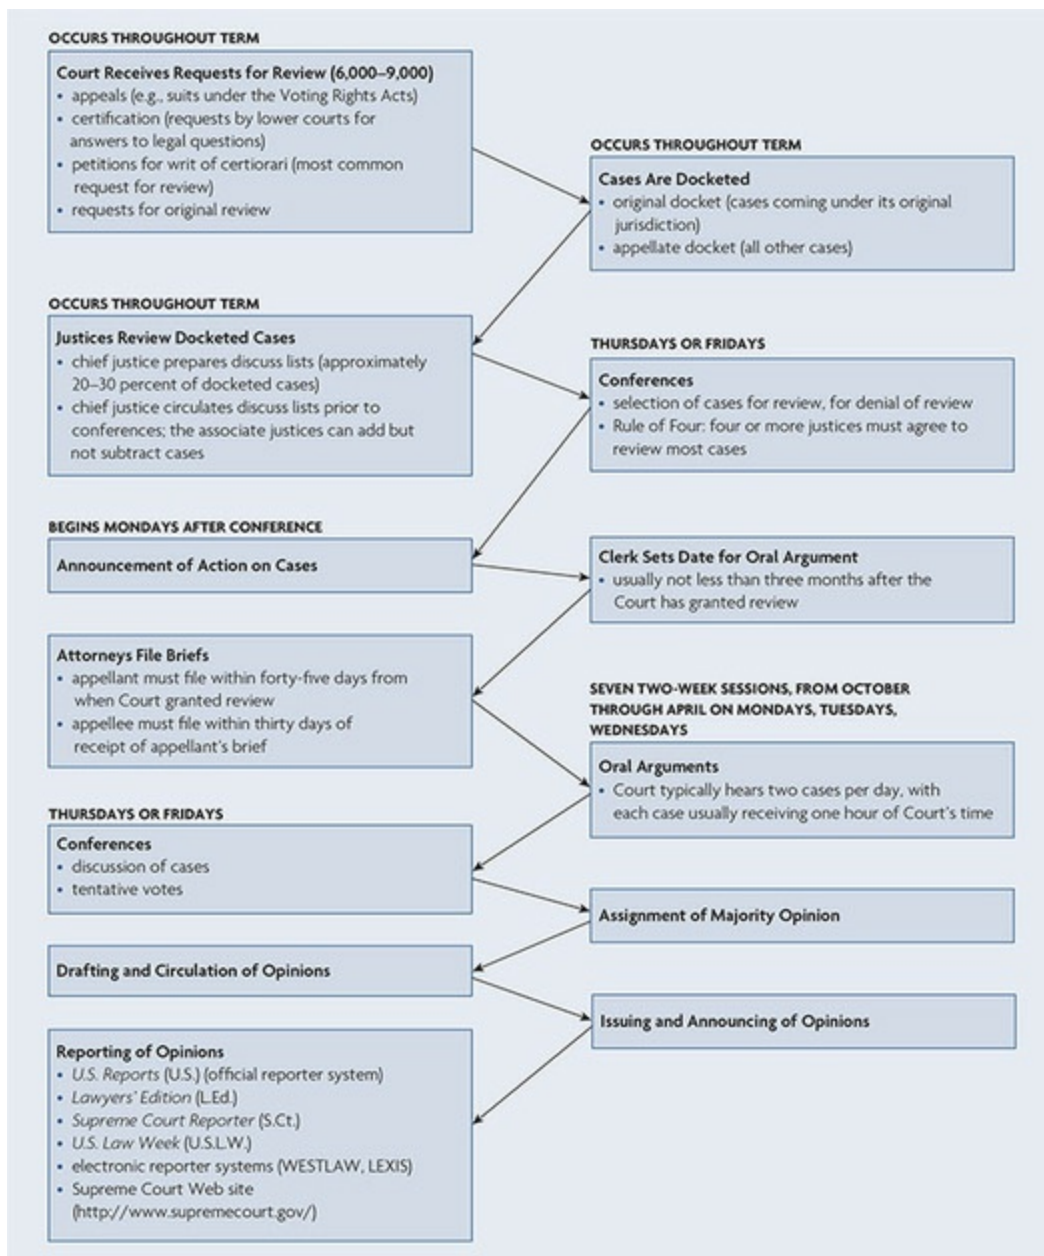 OCCURS THROUGHOUT TERM
Court Receives Requests for Review (6,000–9,000)
• appeals (e.g., suits under the Voting Rights Acts)
• certification (requests by lower courts for
answers to legal questions)
• petitions for writ of certiorari (most common
request for review)
• requests for original review
OCCURS THROUGHOUT TERM
Cases Are Docketed
• original docket (cases coming under its original
jurisdiction)
• appellate docket (all other cases)
OCCURS THROUGHOUT TERM
Justices Review Docketed Cases
• chief justice prepares discuss lists (approximately
20–30 percent of docketed cases)
• chief justice circulates discuss lists prior to
conferences; the associate justices can add but
not subtract cases
THURSDAYS OR FRIDAYS
Conferences
• selection of cases for review, for denial of review
• Rule of Four: four or more justices must agree to
review most cases
BEGINS MONDAYS AFTER CONFERENCE
Announcement of Action on Cases
Clerk Sets Date for Oral Argument
• usually not less than three months after the
Court has granted review
Attorneys File Briefs
• appellant must file within forty-five days from
when Court granted review
• appellee must file within thirty days of
receipt of appellant's brief
SEVEN TWO-WEEK SESSIONS, FROM OCTOBER
THROUGH APRIL ON MONDAYS, TUESDAYS,
WEDNESDAYS
Oral Arguments
• Court typically hears two cases per day, with
each case usually receiving one hour of Court's time
THURSDAYS OR FRIDAYS
Conferences
• discussion of cases
• tentative votes
Assignment of Majority Opinion
Drafting and Circulation of Opinions
Issuing and Announcing of Opinions
Reporting of Opinions
• U.S. Reports (U.S.) (official reporter system)
• Lawyers' Edition (L.Ed.)
• Supreme Court Reporter (S.Ct.)
• U.S. Law Week (U.S.L.W.)
• electronic reporter systems (WESTLAW, LEXIS)
• Supreme Court Web site
(http://www.supremecourt.gov/)